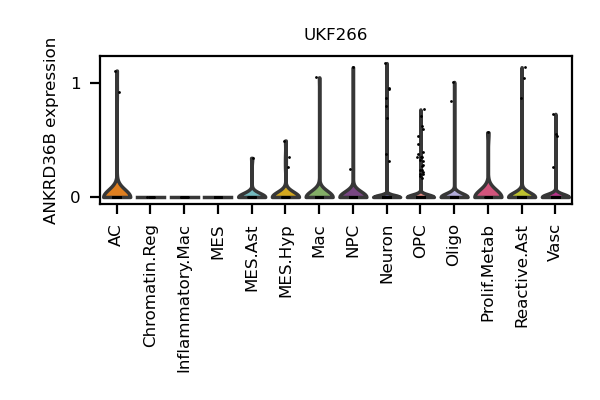 UKF266
ANKRD36B expression
1
0
AC
Chromatin.Reg
Inflammatory.Mac
MES
MES.Ast
MES.Hyp
Mac
NPC
Neuron
OPC
Oligo
Prolif.Metab
Reactive.Ast
Vasc